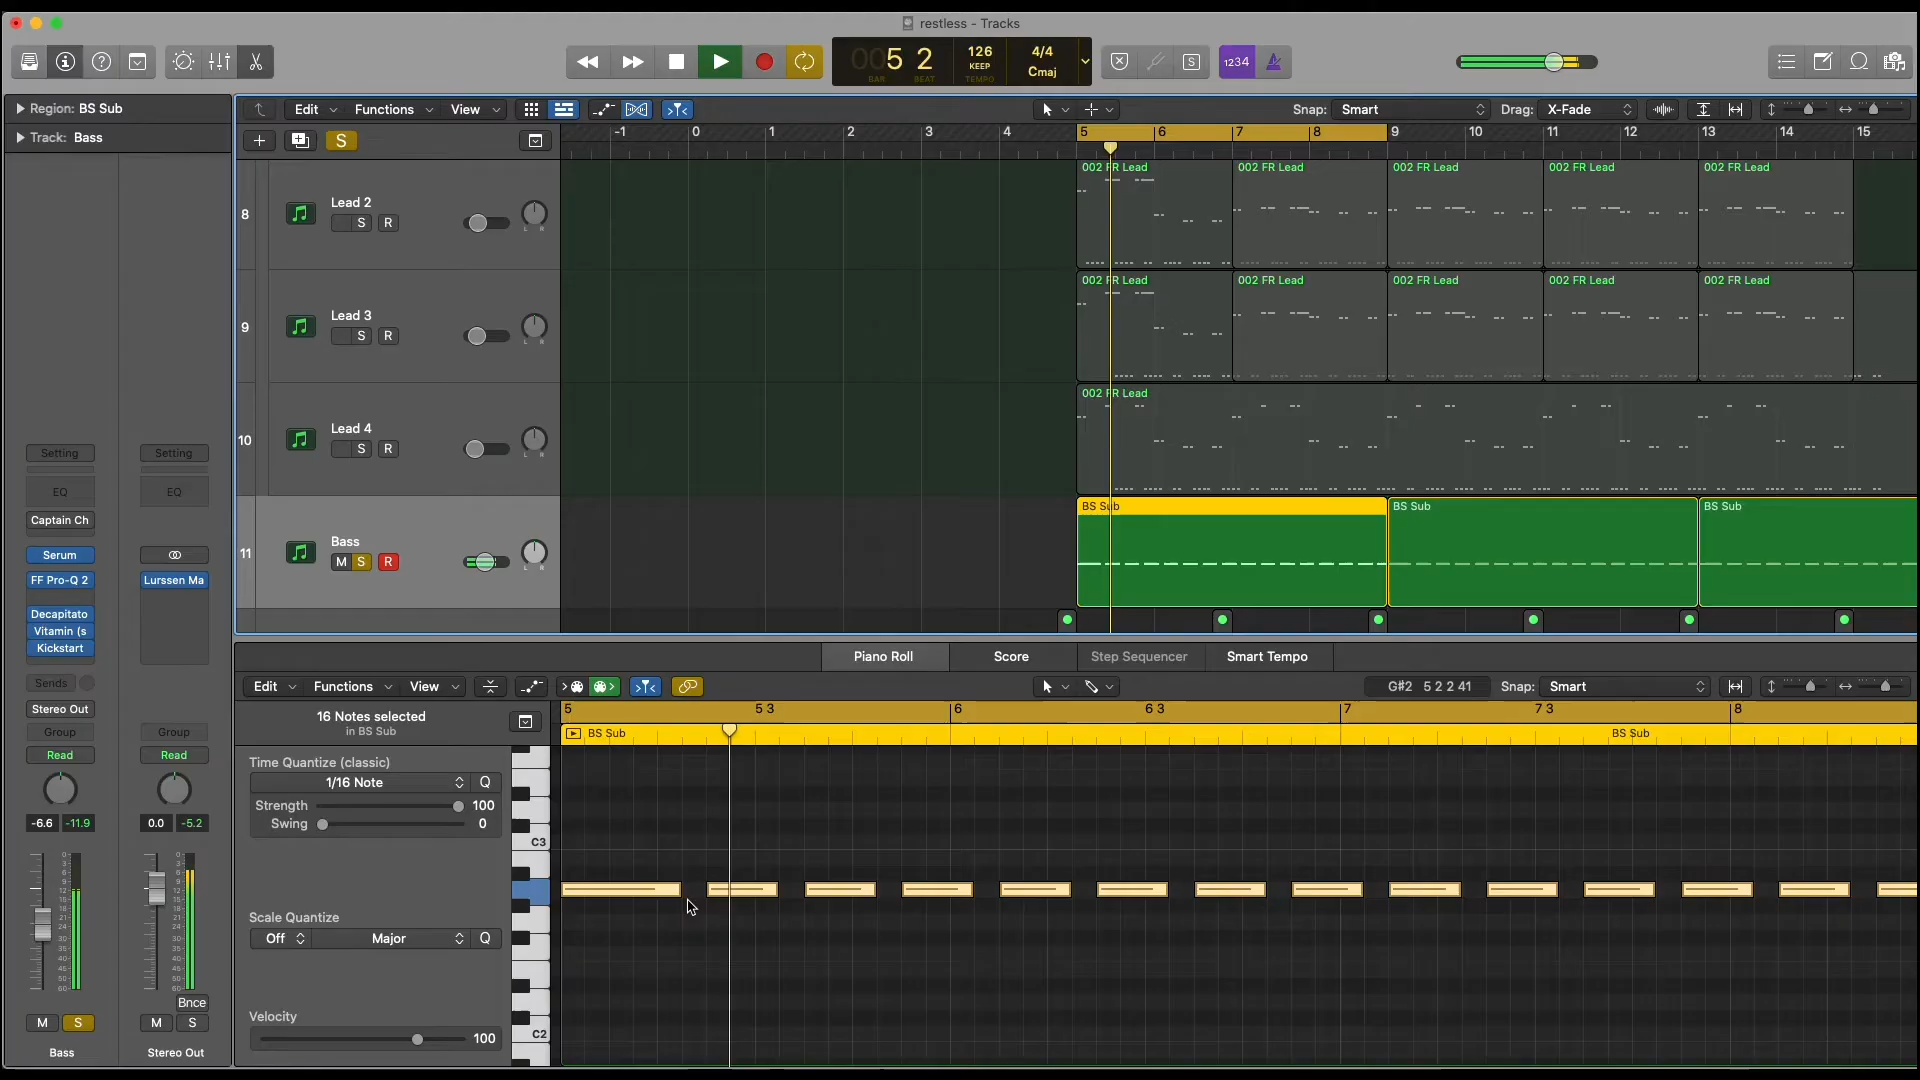 restless - Tracks
5 2
BAR BEAT
126
KEEP
TEMPO
4/4
Cmaj
S
1234
Region: BS Sub
Track: Bass
Edit
Functions
View
Snap: Smart
Drag: X-Fade
S
-1 0 1 2 3 4 5 6 7 8 9 10 11 12 13 14 15
8
Lead 2
S R
L R
002 FR Lead
002 FR Lead
002 FR Lead
002 FR Lead
002 FR Lead
9
Lead 3
S R
L R
002 FR Lead
002 FR Lead
002 FR Lead
002 FR Lead
002 FR Lead
10
Lead 4
S R
L R
002 FR Lead
11
Bass
M S R
L R
BS Sub
BS Sub
BS Sub
Setting
Setting
EQ
EQ
Captain Ch
Serum
FF Pro-Q 2
Lurssen Ma
Decapitato
Vitamin (s
Kickstart
Sends
Stereo Out
Group
Group
Read
Read
-6.6 -11.9
0.0 -5.2
Bnce
M S
M S
Bass
Stereo Out
Piano Roll
Score
Step Sequencer
Smart Tempo
Edit
Functions
View
G#2 5 2 2 41
Snap: Smart
16 Notes selected
in BS Sub
5 5 3 6 6 3 7 7 3 8
BS Sub
BS Sub
Time Quantize (classic)
1/16 Note
Q
Strength 100
Swing 0
C3
Scale Quantize
Off
Major
Q
Velocity
100
C2